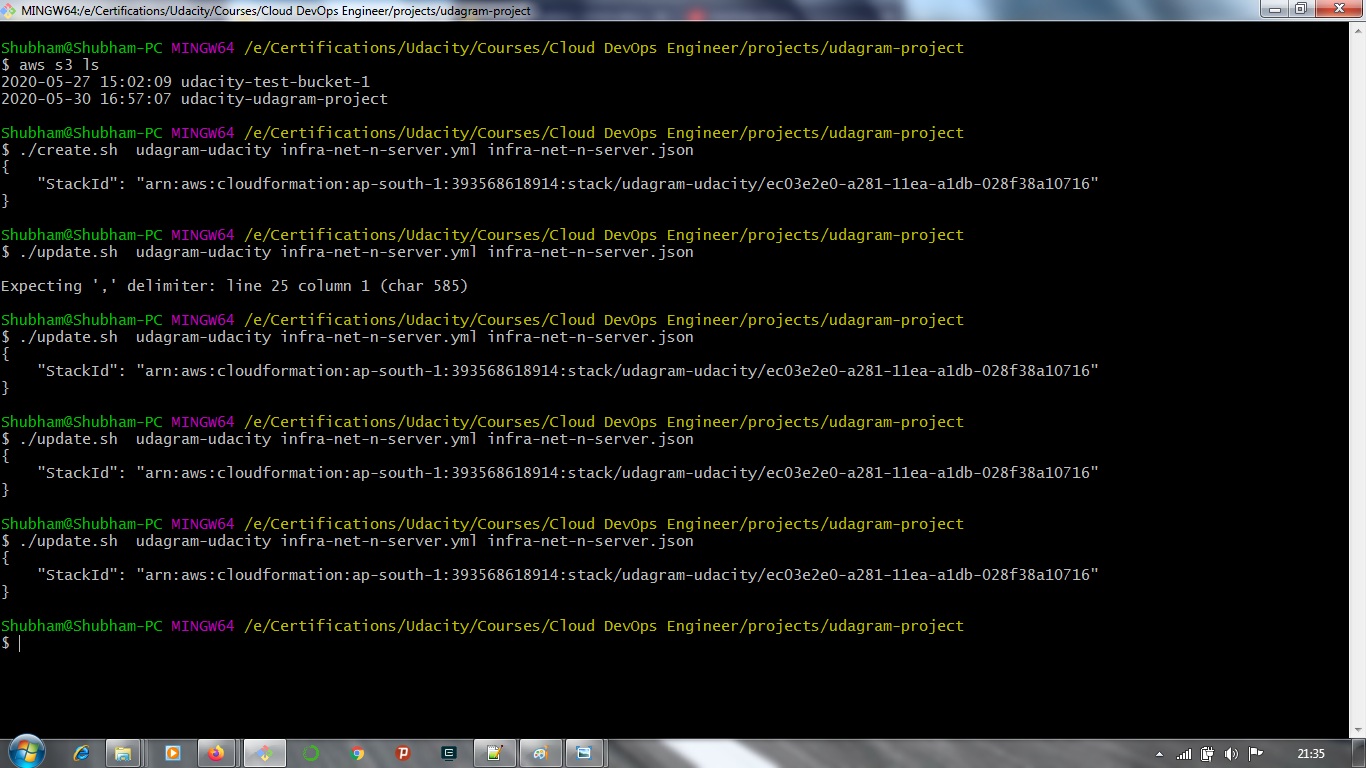 MINGW64:/e/Certifications/Udacity/Courses/Cloud DevOps Engineer/projects/udagram-project
Shubham@Shubham-PC MINGW64 /e/Certifications/Udacity/Courses/Cloud DevOps Engineer/projects/udagram-project
$ aws s3 ls
2020-05-27 15:02:09 udacity-test-bucket-1
2020-05-30 16:57:07 udacity-udagram-project
Shubham@Shubham-PC MINGW64 /e/Certifications/Udacity/Courses/Cloud DevOps Engineer/projects/udagram-project
$ ./create.sh  udagram-udacity infra-net-n-server.yml infra-net-n-server.json
{
    "StackId": "arn:aws:cloudformation:ap-south-1:393568618914:stack/udagram-udacity/ec03e2e0-a281-11ea-a1db-028f38a10716"
}
Shubham@Shubham-PC MINGW64 /e/Certifications/Udacity/Courses/Cloud DevOps Engineer/projects/udagram-project
$ ./update.sh  udagram-udacity infra-net-n-server.yml infra-net-n-server.json
Expecting ',' delimiter: line 25 column 1 (char 585)
Shubham@Shubham-PC MINGW64 /e/Certifications/Udacity/Courses/Cloud DevOps Engineer/projects/udagram-project
$ ./update.sh  udagram-udacity infra-net-n-server.yml infra-net-n-server.json
{
    "StackId": "arn:aws:cloudformation:ap-south-1:393568618914:stack/udagram-udacity/ec03e2e0-a281-11ea-a1db-028f38a10716"
}
Shubham@Shubham-PC MINGW64 /e/Certifications/Udacity/Courses/Cloud DevOps Engineer/projects/udagram-project
$ ./update.sh  udagram-udacity infra-net-n-server.yml infra-net-n-server.json
{
    "StackId": "arn:aws:cloudformation:ap-south-1:393568618914:stack/udagram-udacity/ec03e2e0-a281-11ea-a1db-028f38a10716"
}
Shubham@Shubham-PC MINGW64 /e/Certifications/Udacity/Courses/Cloud DevOps Engineer/projects/udagram-project
$ ./update.sh  udagram-udacity infra-net-n-server.yml infra-net-n-server.json
{
    "StackId": "arn:aws:cloudformation:ap-south-1:393568618914:stack/udagram-udacity/ec03e2e0-a281-11ea-a1db-028f38a10716"
}
Shubham@Shubham-PC MINGW64 /e/Certifications/Udacity/Courses/Cloud DevOps Engineer/projects/udagram-project
$
21:35